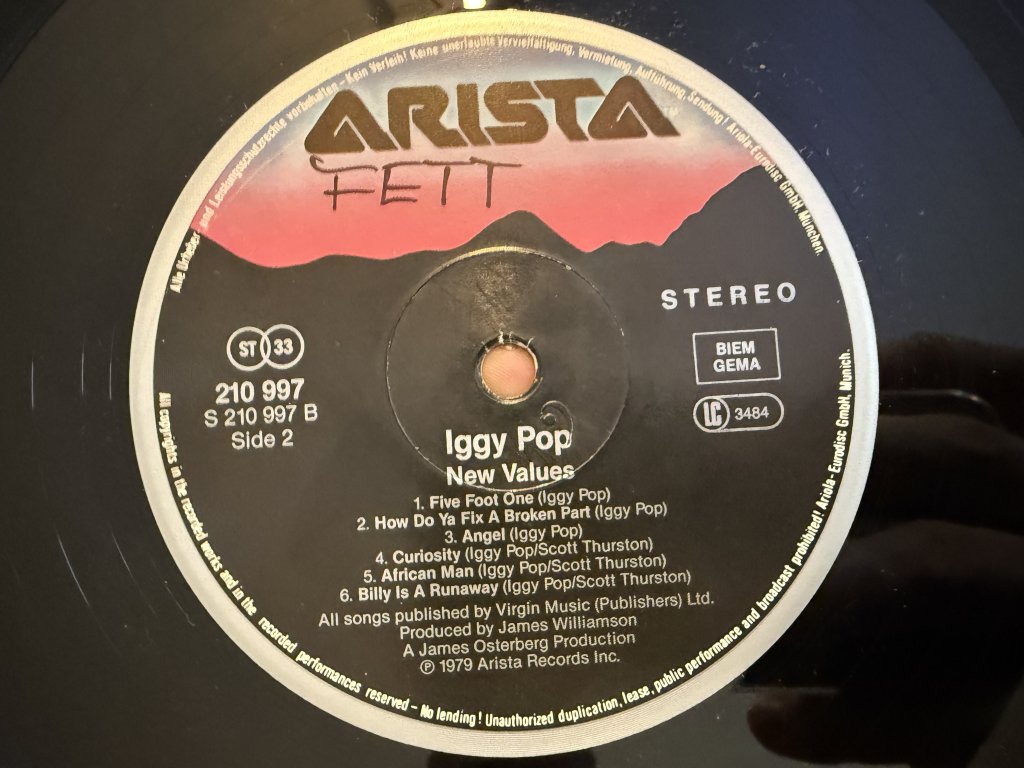 Alle Urheber- und Leistungsschutzrechte vorbehalten - Kein Verleih! Keine unerlaubte Vervielfältigung, Vermietung, Aufführung, Sendung! Ariola-Eurodisc GmbH, München.
ARISTA
FETT
STEREO
ST 33
BIEM
GEMA
210 997
S 210 997 B
LC 3484
Side 2
Iggy Pop
New Values
1. Five Foot One (Iggy Pop)
2. How Do Ya Fix A Broken Part (Iggy Pop)
3. Angel (Iggy Pop)
4. Curiosity (Iggy Pop/Scott Thurston)
5. African Man (Iggy Pop/Scott Thurston)
6. Billy Is A Runaway (Iggy Pop/Scott Thurston)
All songs published by Virgin Music (Publishers) Ltd.
Produced by James Williamson
A James Osterberg Production
℗ 1979 Arista Records Inc.
All copyrights in the recorded works and in the recorded performances reserved - No lending! Unauthorized duplication, lease, public performance and broadcast prohibited! Ariola-Eurodisc GmbH, Munich.